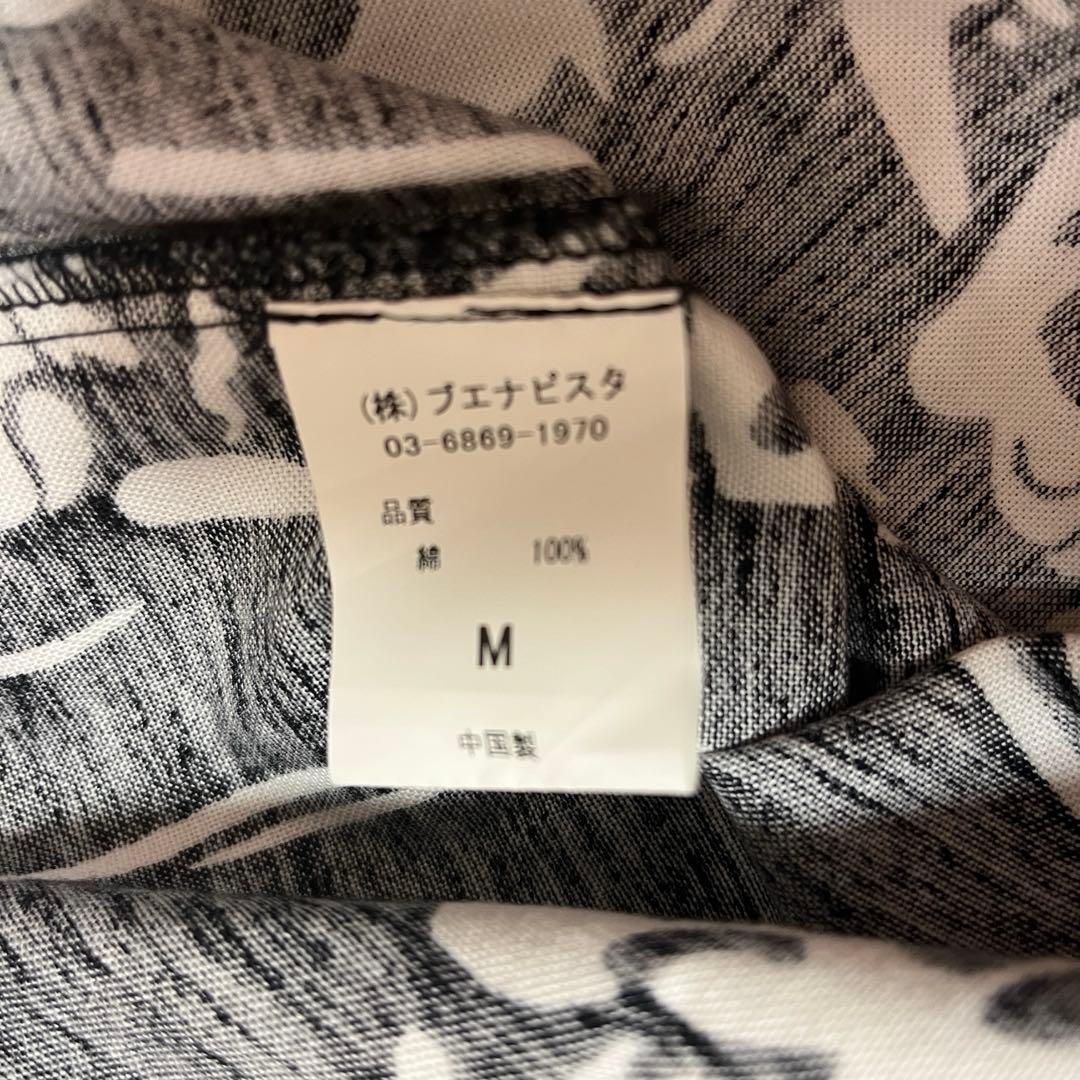 (株)ブエナビスタ
03-6869-1970
品質
綿 100%
M
中国製